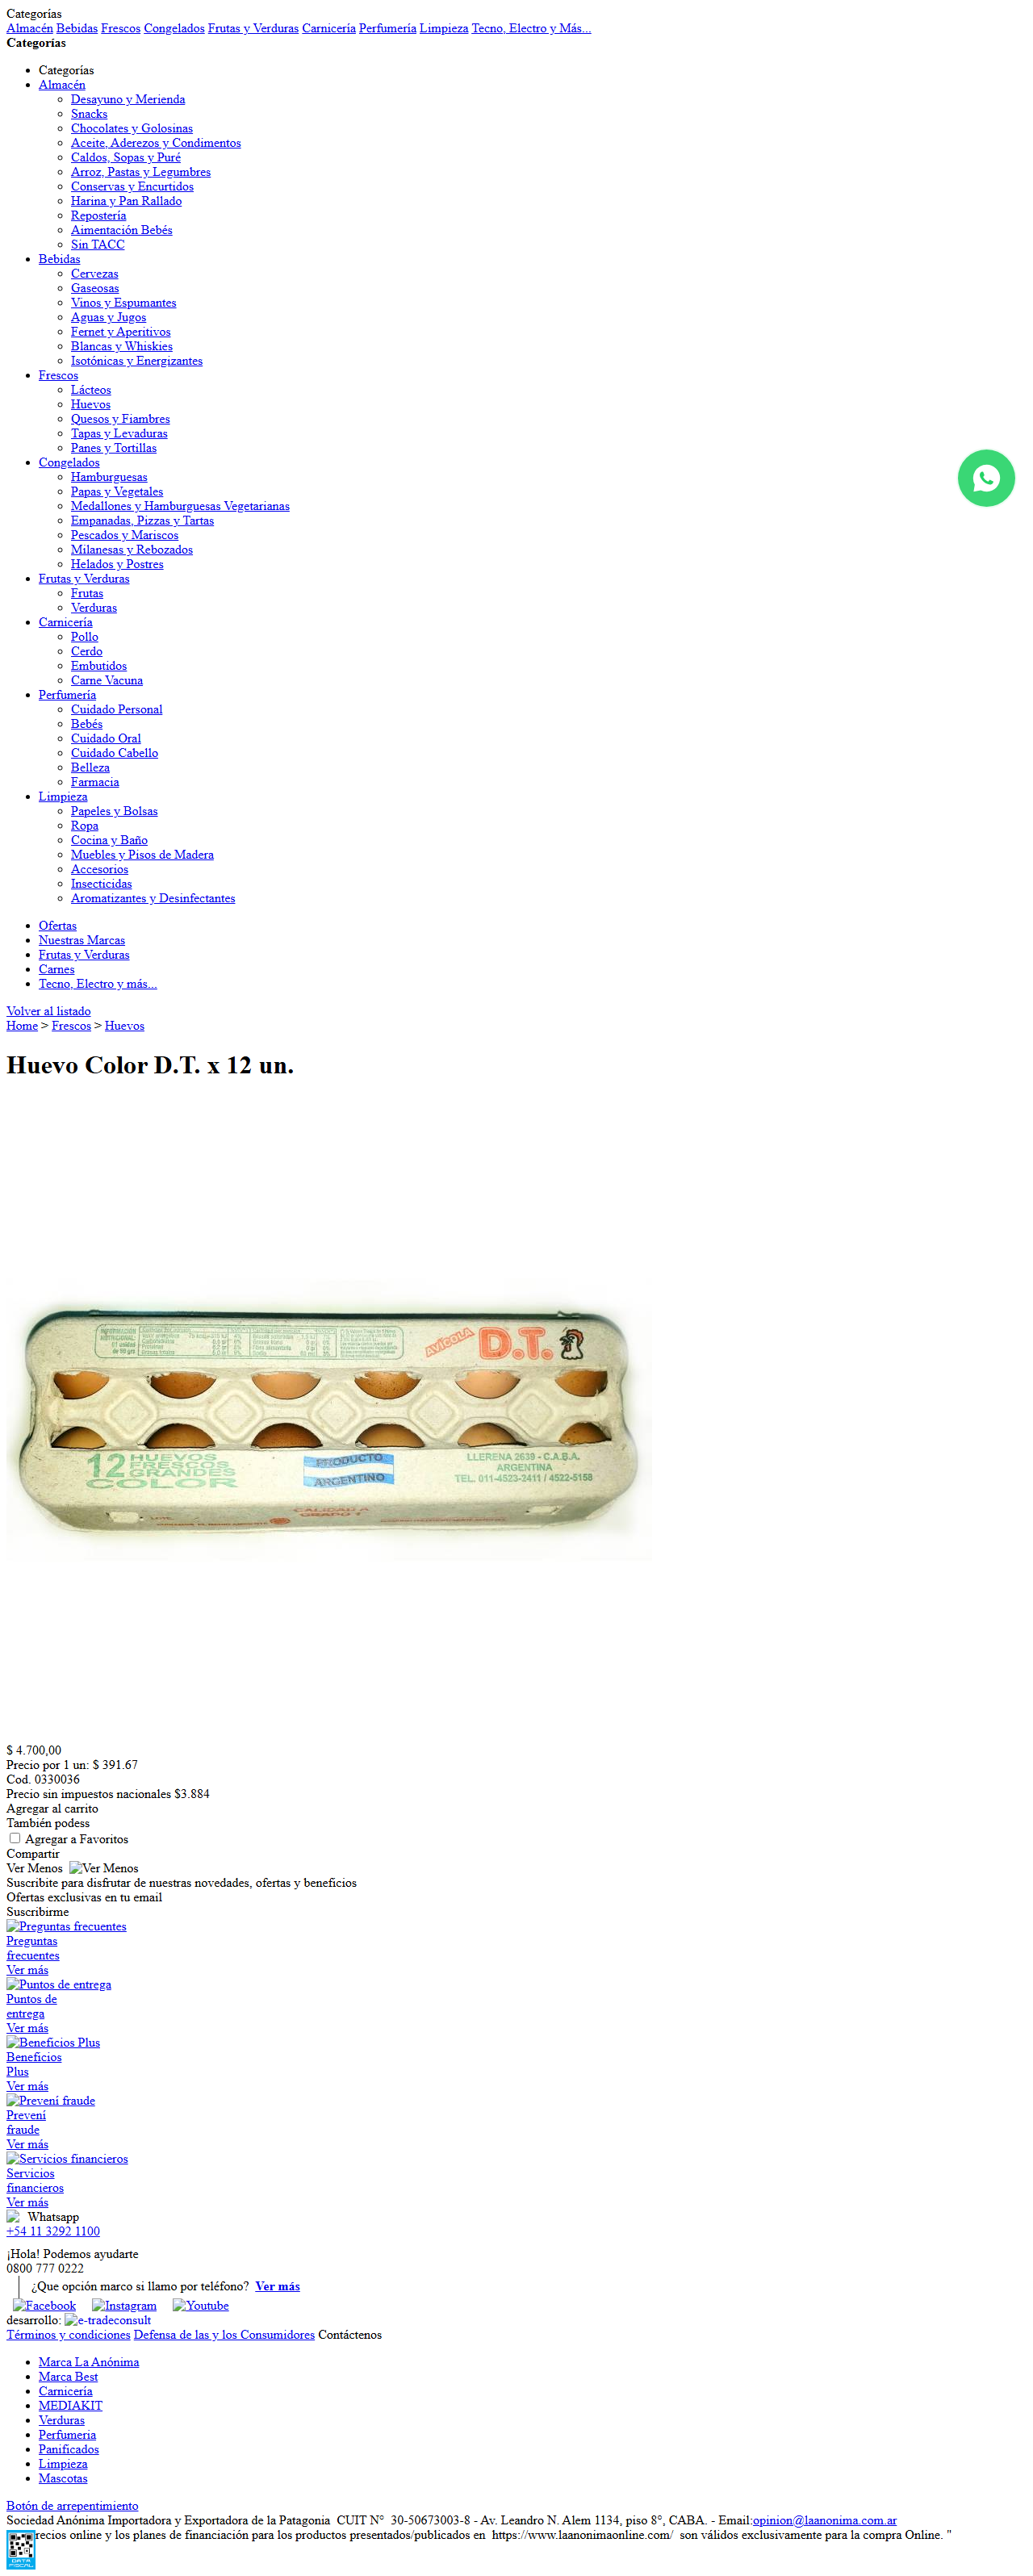 Categorías
Almacén Bebidas Frescos Congelados Frutas y Verduras Carnicería Perfumería Limpieza Tecno, Electro y Más...
Categorías
Categorías
Almacén
Desayuno y Merienda
Snacks
Chocolates y Golosinas
Aceite, Aderezos y Condimentos
Caldos, Sopas y Puré
Arroz, Pastas y Legumbres
Conservas y Encurtidos
Harina y Pan Rallado
Repostería
Aimentación Bebés
Sin TACC
Bebidas
Cervezas
Gaseosas
Vinos y Espumantes
Aguas y Jugos
Fernet y Aperitivos
Blancas y Whiskies
Isotónicas y Energizantes
Frescos
Lácteos
Huevos
Quesos y Fiambres
Tapas y Levaduras
Panes y Tortillas
Congelados
Hamburguesas
Papas y Vegetales
Medallones y Hamburguesas Vegetarianas
Empanadas, Pizzas y Tartas
Pescados y Mariscos
Milanesas y Rebozados
Helados y Postres
Frutas y Verduras
Frutas
Verduras
Carnicería
Pollo
Cerdo
Embutidos
Carne Vacuna
Perfumería
Cuidado Personal
Bebés
Cuidado Oral
Cuidado Cabello
Belleza
Farmacia
Limpieza
Papeles y Bolsas
Ropa
Cocina y Baño
Muebles y Pisos de Madera
Accesorios
Insecticidas
Aromatizantes y Desinfectantes
Ofertas
Nuestras Marcas
Frutas y Verduras
Carnes
Tecno, Electro y más...
Volver al listado
Home > Frescos > Huevos
Huevo Color D.T. x 12 un.
INFORMACIÓN NUTRICIONAL
AVICOLA D.T.
12 HUEVOS FRESCOS GRANDES COLOR
PRODUCTO ARGENTINO
LLERENA 2639 - C.A.B.A.
ARGENTINA
TEL. 011-4523-2411 / 4522-5158
CALIDAD A
GRADO 1
$ 4.700,00
Precio por 1 un: $ 391.67
Cod. 0330036
Precio sin impuestos nacionales $3.884
Agregar al carrito
También podess
Agregar a Favoritos
Compartir
Ver Menos Ver Menos
Suscribite para disfrutar de nuestras novedades, ofertas y beneficios
Ofertas exclusivas en tu email
Suscribirme
Preguntas frecuentes
Preguntas
frecuentes
Ver más
Puntos de entrega
Puntos de
entrega
Ver más
Beneficios Plus
Beneficios
Plus
Ver más
Prevení fraude
Prevení
fraude
Ver más
Servicios financieros
Servicios
financieros
Ver más
Whatsapp
+54 11 3292 1100
¡Hola! Podemos ayudarte
0800 777 0222
¿Que opción marco si llamo por teléfono? Ver más
Facebook Instagram Youtube
desarrollo: e-tradeconsult
Términos y condiciones Defensa de las y los Consumidores Contáctenos
Marca La Anónima
Marca Best
Carnicería
MEDIAKIT
Verduras
Perfumeria
Panificados
Limpieza
Mascotas
Botón de arrepentimiento
Sociedad Anónima Importadora y Exportadora de la Patagonia CUIT N° 30-50673003-8 - Av. Leandro N. Alem 1134, piso 8°, CABA. - Email:opinion@laanonima.com.ar
recios online y los planes de financiación para los productos presentados/publicados en https://www.laanonimaonline.com/ son válidos exclusivamente para la compra Online. "
DATA
FISCAL